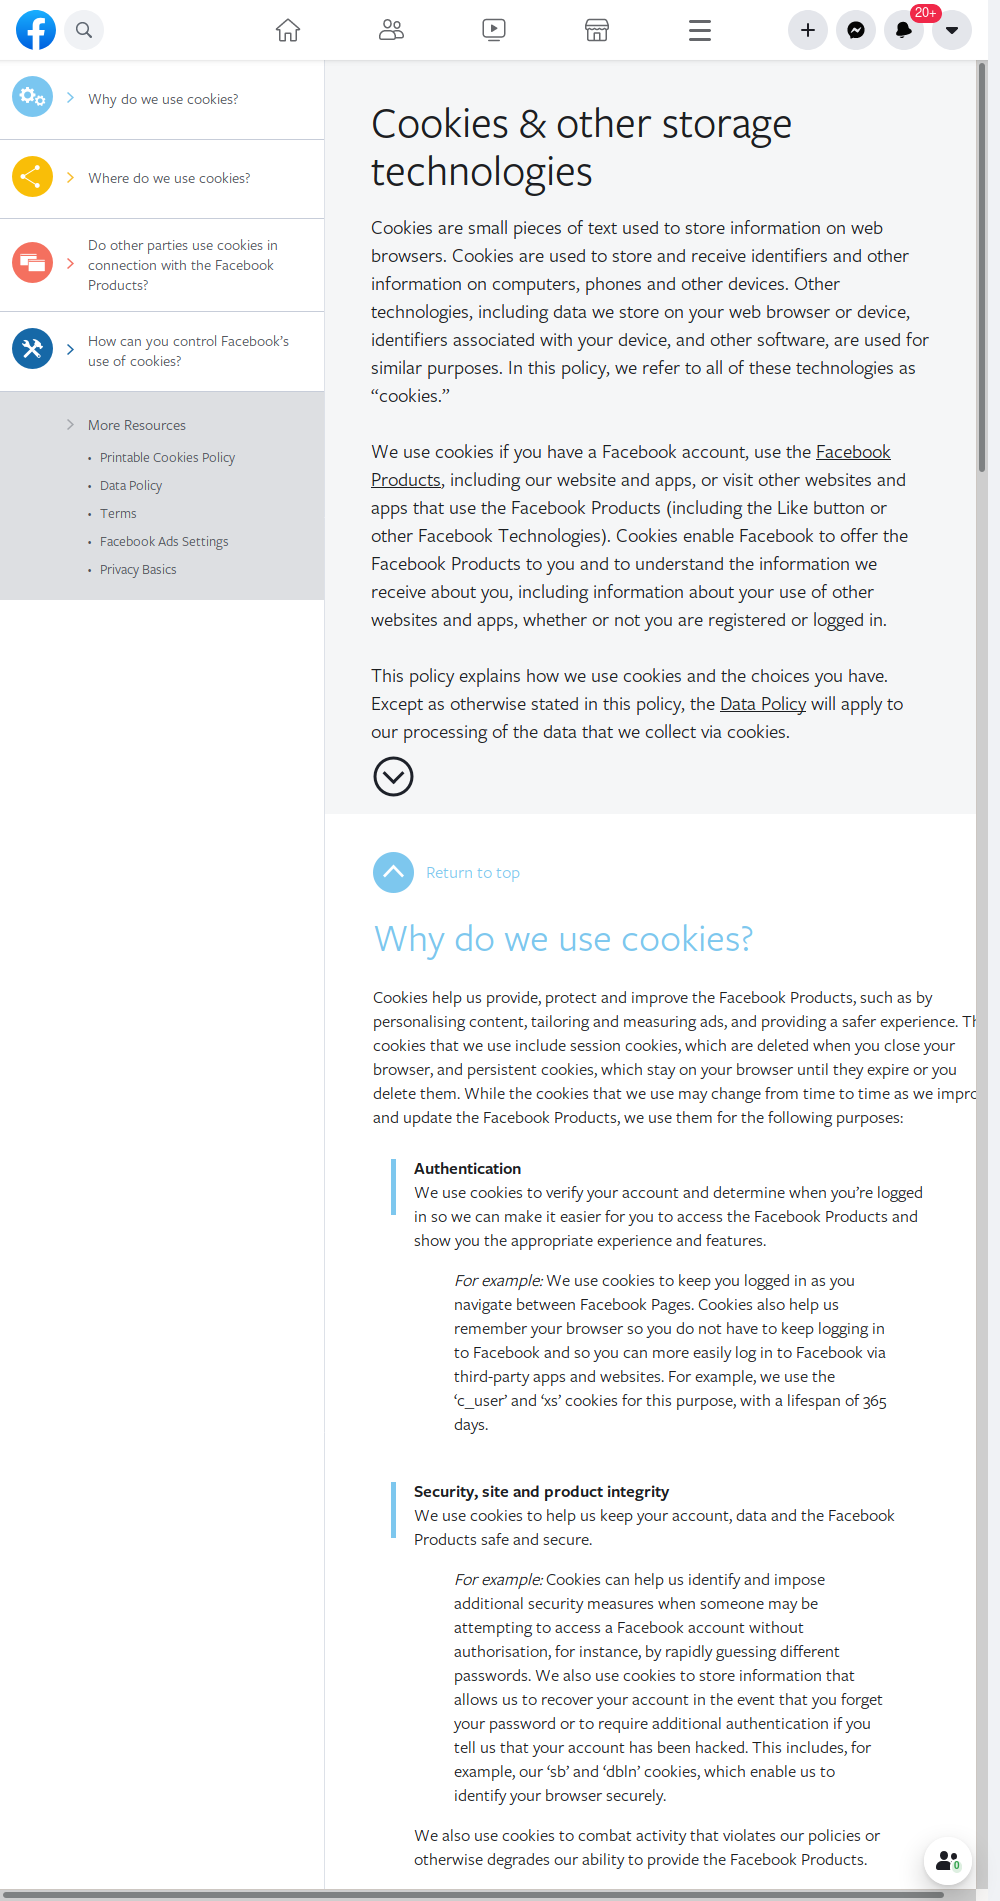 20+
Why do we use cookies?
Where do we use cookies?
Do other parties use cookies in
connection with the Facebook
Products?
How can you control Facebook's
use of cookies?
More Resources
• Printable Cookies Policy
• Data Policy
• Terms
• Facebook Ads Settings
• Privacy Basics
Cookies & other storage
technologies
Cookies are small pieces of text used to store information on web
browsers. Cookies are used to store and receive identifiers and other
information on computers, phones and other devices. Other
technologies, including data we store on your web browser or device,
identifiers associated with your device, and other software, are used for
similar purposes. In this policy, we refer to all of these technologies as
“cookies.”
We use cookies if you have a Facebook account, use the Facebook
Products, including our website and apps, or visit other websites and
apps that use the Facebook Products (including the Like button or
other Facebook Technologies). Cookies enable Facebook to offer the
Facebook Products to you and to understand the information we
receive about you, including information about your use of other
websites and apps, whether or not you are registered or logged in.
This policy explains how we use cookies and the choices you have.
Except as otherwise stated in this policy, the Data Policy will apply to
our processing of the data that we collect via cookies.
Return to top
Why do we use cookies?
Cookies help us provide, protect and improve the Facebook Products, such as by
personalising content, tailoring and measuring ads, and providing a safer experience.
cookies that we use include session cookies, which are deleted when you close your
browser, and persistent cookies, which stay on your browser until they expire or you
delete them. While the cookies that we use may change from time to time as we
and update the Facebook Products, we use them for the following purposes:
Authentication
We use cookies to verify your account and determine when you’re logged
in so we can make it easier for you to access the Facebook Products and
show you the appropriate experience and features.
For example: We use cookies to keep you logged in as you
navigate between Facebook Pages. Cookies also help us
remember your browser so you do not have to keep logging in
to Facebook and so you can more easily log in to Facebook via
third-party apps and websites. For example, we use the
‘c_user’ and ‘xs’ cookies for this purpose, with a lifespan of 365
days.
Security, site and product integrity
We use cookies to help us keep your account, data and the Facebook
Products safe and secure.
For example: Cookies can help us identify and impose
additional security measures when someone may be
attempting to access a Facebook account without
authorisation, for instance, by rapidly guessing different
passwords. We also use cookies to store information that
allows us to recover your account in the event that you forget
your password or to require additional authentication if you
tell us that your account has been hacked. This includes, for
example, our ‘sb’ and ‘dbln’ cookies, which enable us to
identify your browser securely.
We also use cookies to combat activity that violates our policies or
otherwise degrades our ability to provide the Facebook Products.
0